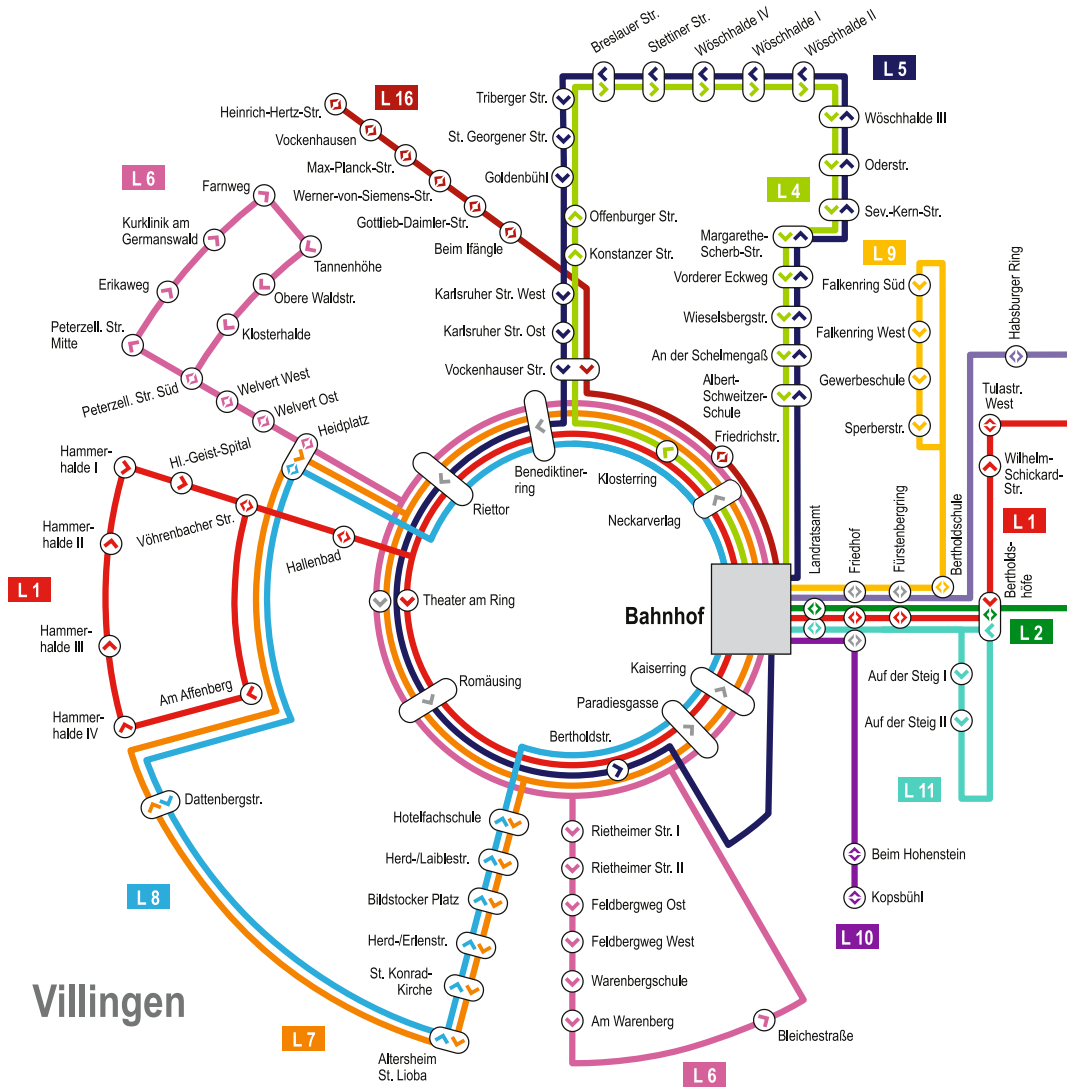 Breslauer Str.
Stettiner Str.
Wöschhalde IV
Wöschhalde I
Wöschhalde II
L 5
L 16
Heinrich-Hertz-Str.
Vockenhausen
Max-Planck-Str.
Werner-von-Siemens-Str.
Gottlieb-Daimler-Str.
Beim Ifängle
Triberger Str.
St. Georgener Str.
Goldenbühl
Offenburger Str.
Konstanzer Str.
Karlsruher Str. West
Karlsruher Str. Ost
Vockenhauser Str.
Wöschhalde III
Oderstr.
Sev.-Kern-Str.
L 4
Margarethe-
Scherb-Str.
Vorderer Eckweg
Wieselsbergstr.
An der Schelmengaß
Albert-
Schweitzer-
Schule
L 9
Falkenring Süd
Falkenring West
Gewerbeschule
Sperberstr.
Habsburger Ring
Tulastr.
West
Wilhelm-
Schickard-
Str.
L 1
L 6
Farnweg
Kurklinik am
Germanswald
Erikaweg
Peterzell. Str.
Mitte
Tannenhöhe
Obere Waldstr.
Klosterhalde
Peterzell. Str. Süd
Welvert West
Welvert Ost
Heidplatz
Hammer-
halde I
Hl.-Geist-Spital
Hammer-
halde II
Vöhrenbacher Str.
Hallenbad
L 1
Hammer-
halde III
Am Affenberg
Hammer-
halde IV
Riettor
Benediktiner-
ring
Klosterring
Friedrichstr.
Neckarverlag
Landratsamt
Friedhof
Fürstenbergring
Bertholdschule
Bertholds-
höfe
Theater am Ring
Bahnhof
L 2
Romäusing
Kaiserring
Paradiesgasse
Bertholdstr.
Auf der Steig I
Auf der Steig II
L 11
Dattenbergstr.
Hotelfachschule
Herd-/Laiblestr.
Bildstocker Platz
Herd-/Erlenstr.
St. Konrad-
Kirche
Altersheim
St. Lioba
L 8
L 7
Rietheimer Str. I
Rietheimer Str. II
Feldbergweg Ost
Feldbergweg West
Warenbergschule
Am Warenberg
Bleichestraße
L 6
Beim Hohenstein
Kopsbühl
L 10
Villingen